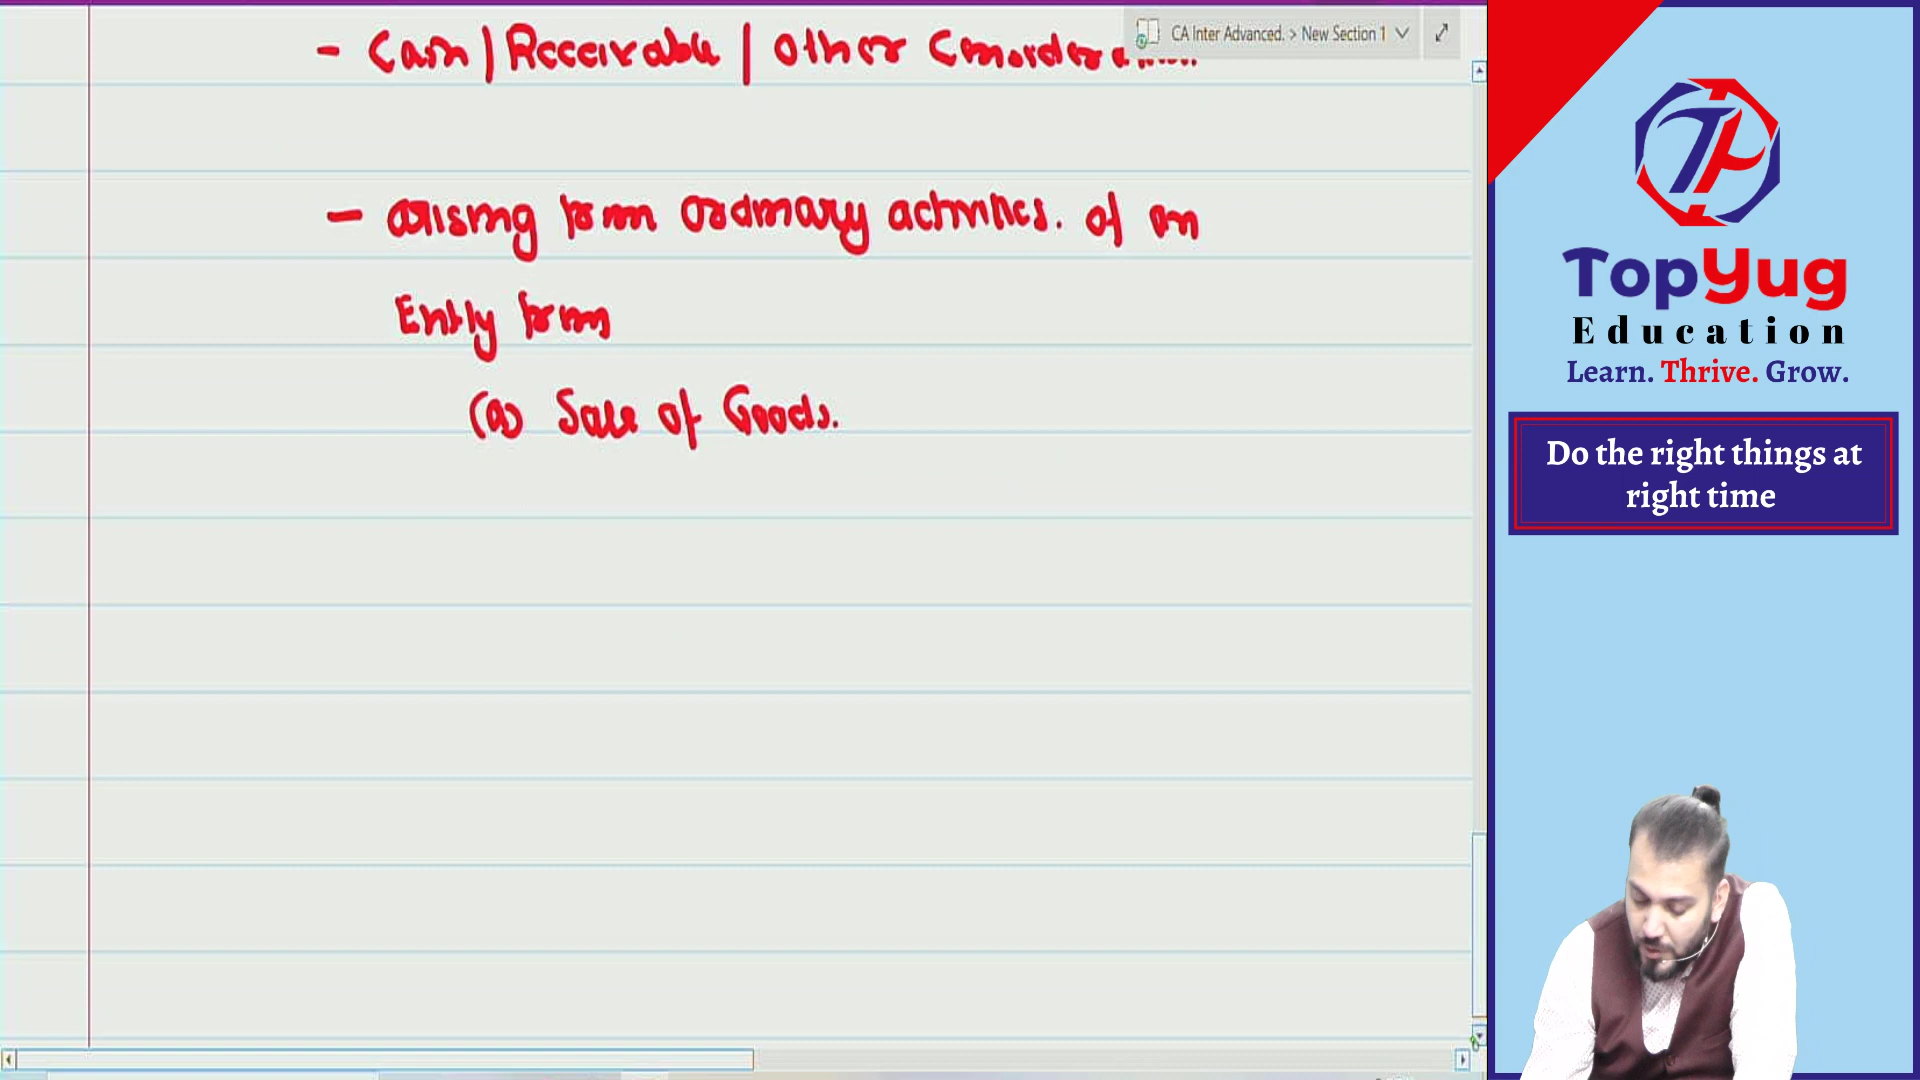 - Cash | Receivable | Other Consideration
CA Inter Advanced. > New Section 1
- arising from ordinary activities. of an
Entity from
(a) Sale of Goods.
TopYug
Education
Learn. Thrive. Grow.
Do the right things at
right time